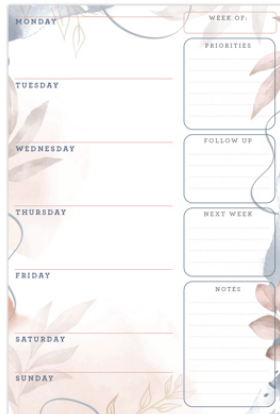 MONDAY
TUESDAY
WEDNESDAY
THURSDAY
FRIDAY
SATURDAY
SUNDAY
WEEK OF:
PRIORITIES
FOLLOW UP
NEXT WEEK
NOTES